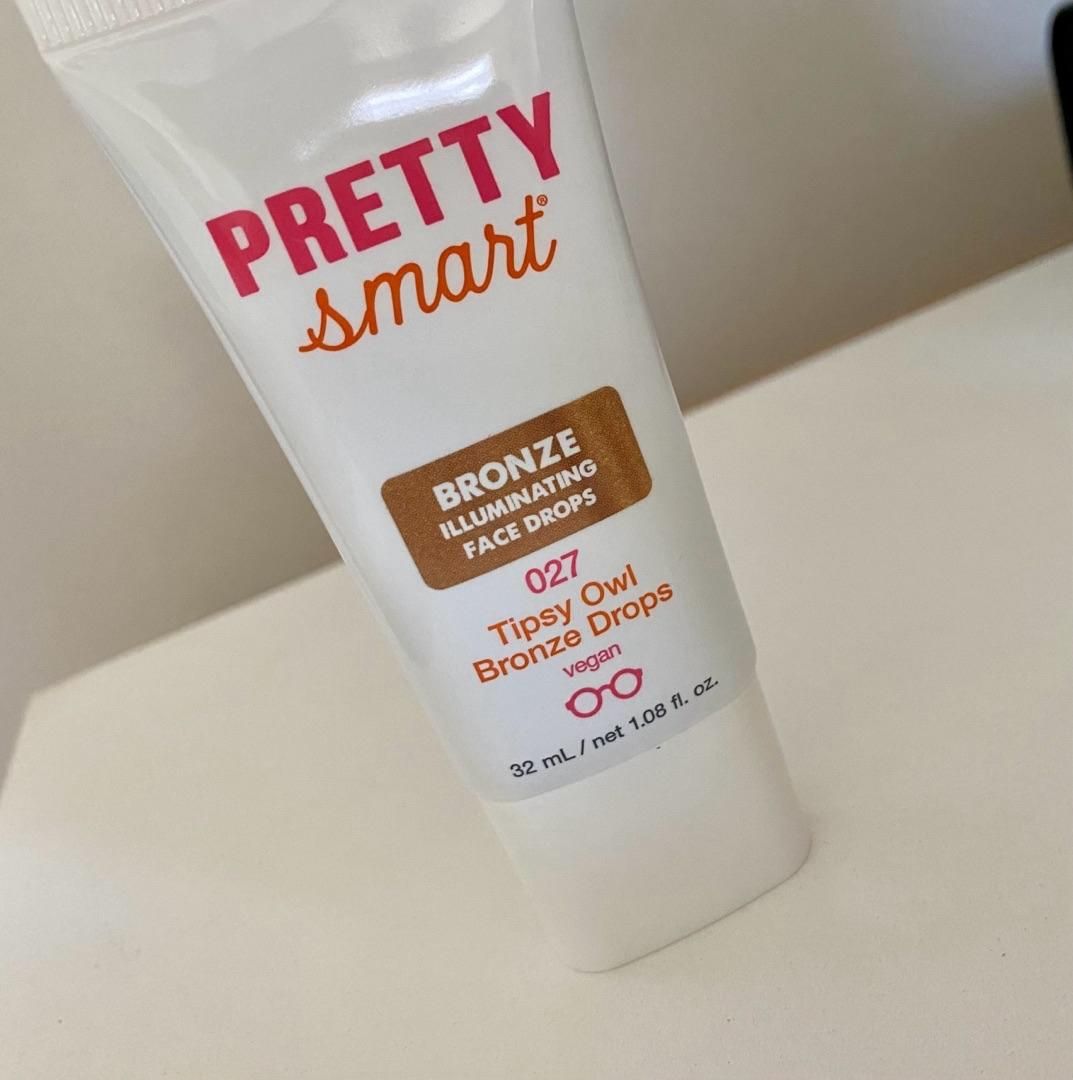 PRETTY
smart®
BRONZE
ILLUMINATING
FACE DROPS
027
Tipsy Owl
Bronze Drops
vegan
32 mL / net 1.08 fl. oz.